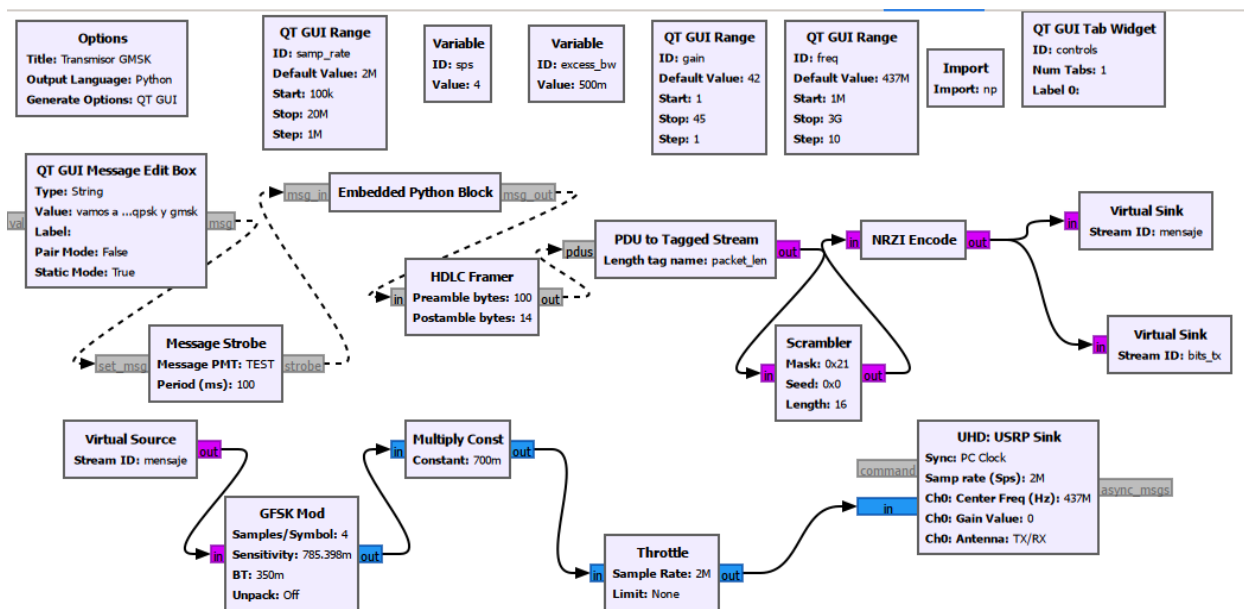 Options
Title: Transmisor GMSK
Output Language: Python
Generate Options: QT GUI
QT GUI Range
ID: samp_rate
Default Value: 2M
Start: 100k
Stop: 20M
Step: 1M
Variable
ID: sps
Value: 4
Variable
ID: excess_bw
Value: 500m
QT GUI Range
ID: gain
Default Value: 42
Start: 1
Stop: 45
Step: 1
QT GUI Range
ID: freq
Default Value: 437M
Start: 1M
Stop: 3G
Step: 10
Import
Import: np
QT GUI Tab Widget
ID: controls
Num Tabs: 1
Label 0:
QT GUI Message Edit Box
Type: String
Value: vamos a ...qpsk y gmsk
Label:
Pair Mode: False
Static Mode: True
val
msg
msg_in
Embedded Python Block
msg_out
pdus
PDU to Tagged Stream
Length tag name: packet_len
out
in
NRZI Encode
out
in
Virtual Sink
Stream ID: mensaje
in
HDLC Framer
Preamble bytes: 100
Postamble bytes: 14
out
set_msg
Message Strobe
Message PMT: TEST
Period (ms): 100
strobe
in
Scrambler
Mask: 0x21
Seed: 0x0
Length: 16
out
in
Virtual Sink
Stream ID: bits_tx
Virtual Source
Stream ID: mensaje
out
in
Multiply Const
Constant: 700m
out
command
in
UHD: USRP Sink
Sync: PC Clock
Samp rate (Sps): 2M
Ch0: Center Freq (Hz): 437M
Ch0: Gain Value: 0
Ch0: Antenna: TX/RX
async_msgs
in
GFSK Mod
Samples/Symbol: 4
Sensitivity: 785.398m
BT: 350m
Unpack: Off
out
in
Throttle
Sample Rate: 2M
Limit: None
out